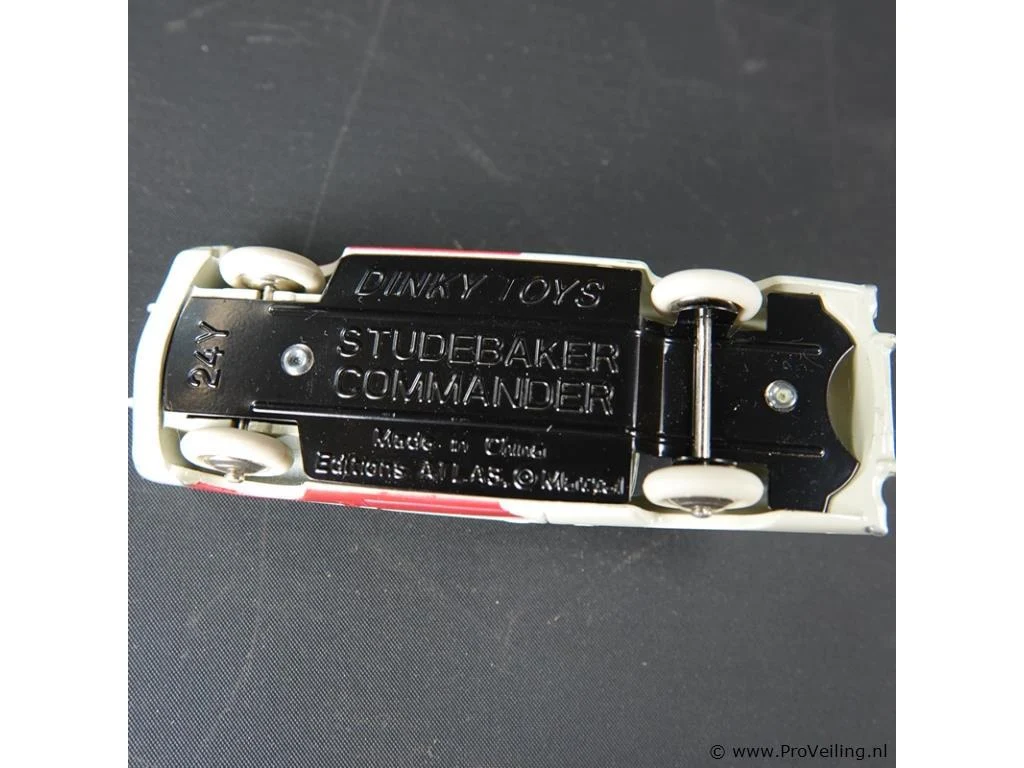 DINKY TOYS
24Y
STUDEBAKER
COMMANDER
Made in China
Editions ATLAS. © Mattel
© www.ProVeiling.nl